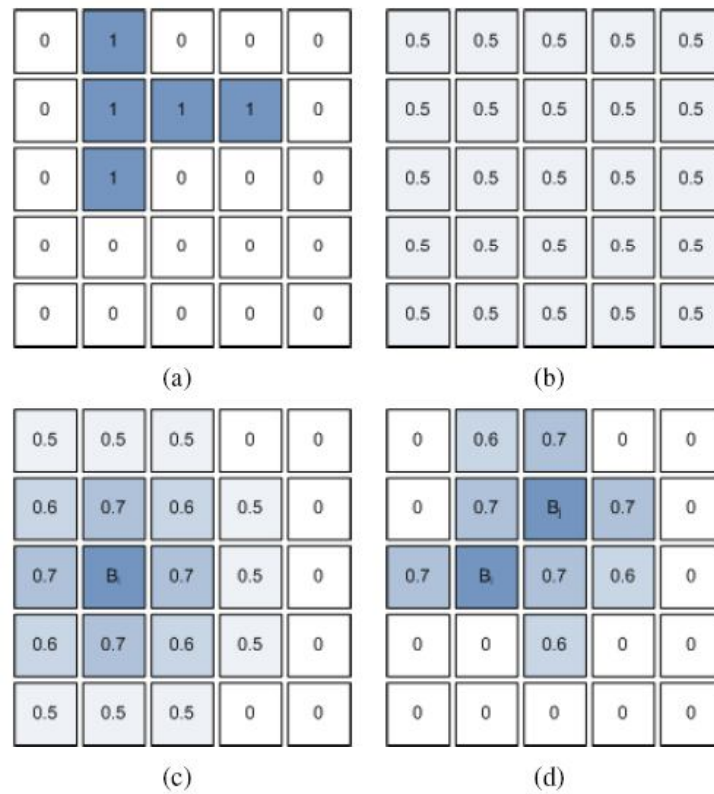 0 1 0 0 0 0.5 0.5 0.5 0.5 0.5
0 1 1 1 0 0.5 0.5 0.5 0.5 0.5
0 1 0 0 0 0.5 0.5 0.5 0.5 0.5
0 0 0 0 0 0.5 0.5 0.5 0.5 0.5
0 0 0 0 0 0.5 0.5 0.5 0.5 0.5
(a) (b)
0.5 0.5 0.5 0 0 0 0.6 0.7 0 0
0.6 0.7 0.6 0.5 0 0 0.7 Bj 0.7 0
0.7 Bi 0.7 0.5 0 0.7 Bi 0.7 0.6 0
0.6 0.7 0.6 0.5 0 0 0 0.6 0 0
0.5 0.5 0.5 0 0 0 0 0 0 0
(c) (d)